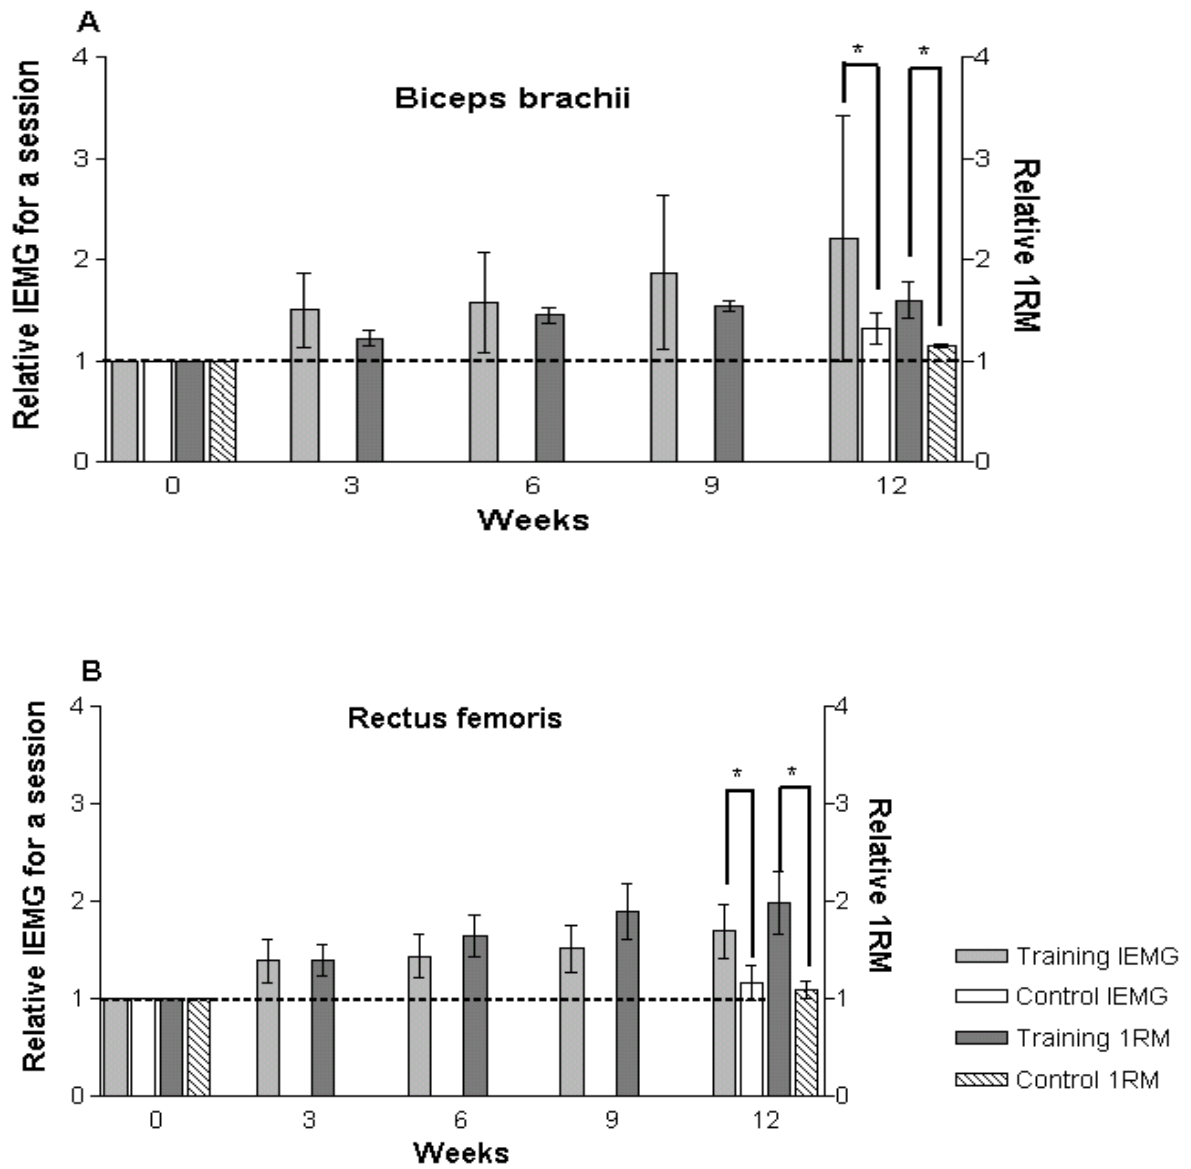 A
Relative IEMG for a session
4
3
2
1
0
Biceps brachii
*
*
4
3
2
1
0
Relative 1RM
0 3 6 9 12
Weeks
B
Relative IEMG for a session
4
3
2
1
0
Rectus femoris
*
*
4
3
2
1
0
Relative 1RM
0 3 6 9 12
Weeks
Training IEMG
Control IEMG
Training 1RM
Control 1RM